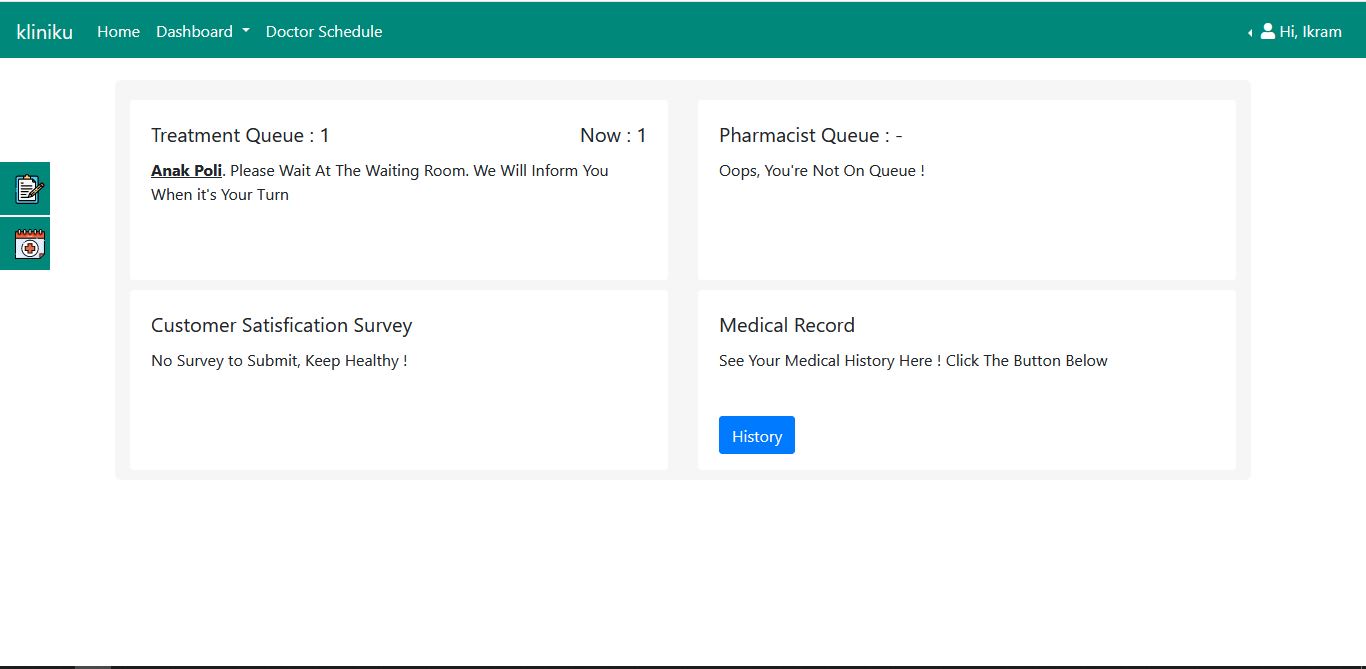 kliniku Home Dashboard Doctor Schedule Hi, Ikram
Treatment Queue : 1 Now : 1
Anak Poli. Please Wait At The Waiting Room. We Will Inform You
When it's Your Turn
Pharmacist Queue : -
Oops, You're Not On Queue !
Customer Satisfication Survey
No Survey to Submit, Keep Healthy !
Medical Record
See Your Medical History Here ! Click The Button Below
History